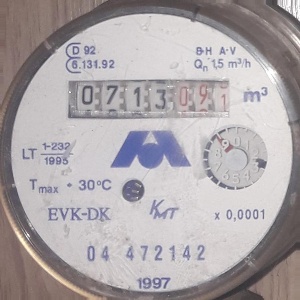 D 92
6.131.92
B-H A-V
Qn 1,5 m³/h
0713091 m³
LT 1-232
1995
Tmax • 30°C
EVK-DK KMT x 0,0001
04 472142
1997